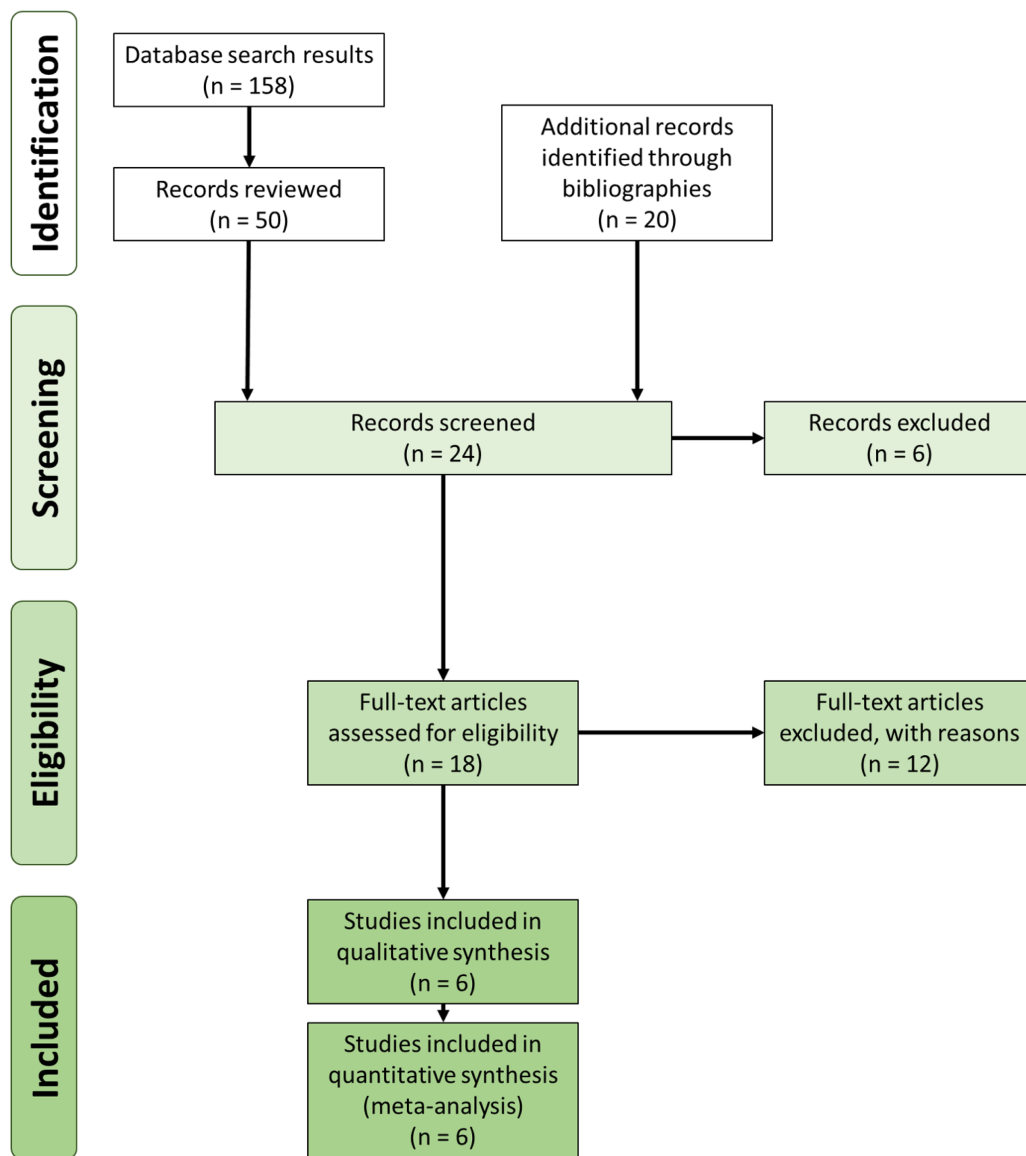 Identification
Database search results
(n = 158)
Records reviewed
(n = 50)
Additional records
identified through
bibliographies
(n = 20)
Screening
Records screened
(n = 24)
Records excluded
(n = 6)
Eligibility
Full-text articles
assessed for eligibility
(n = 18)
Full-text articles
excluded, with reasons
(n = 12)
Included
Studies included in
qualitative synthesis
(n = 6)
Studies included in
quantitative synthesis
(meta-analysis)
(n = 6)